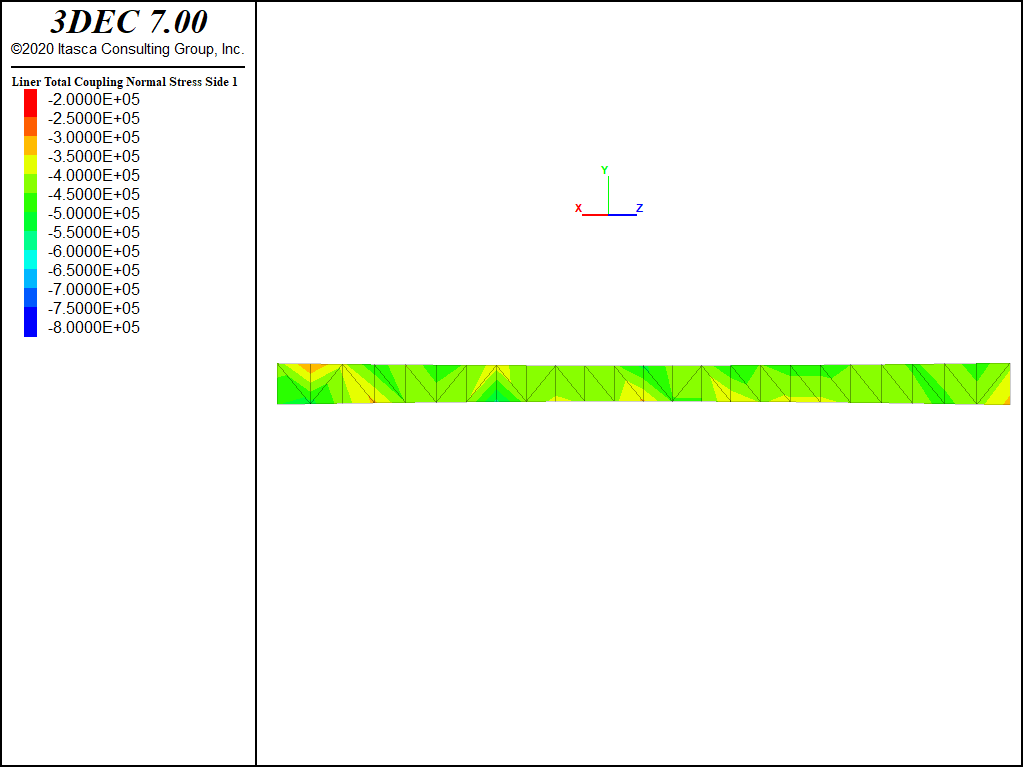 3DEC 7.00
©2020 Itasca Consulting Group, Inc.
Liner Total Coupling Normal Stress Side 1
-2.0000E+05
-2.5000E+05
-3.0000E+05
-3.5000E+05
-4.0000E+05
-4.5000E+05
-5.0000E+05
-5.5000E+05
-6.0000E+05
-6.5000E+05
-7.0000E+05
-7.5000E+05
-8.0000E+05
Y
X Z